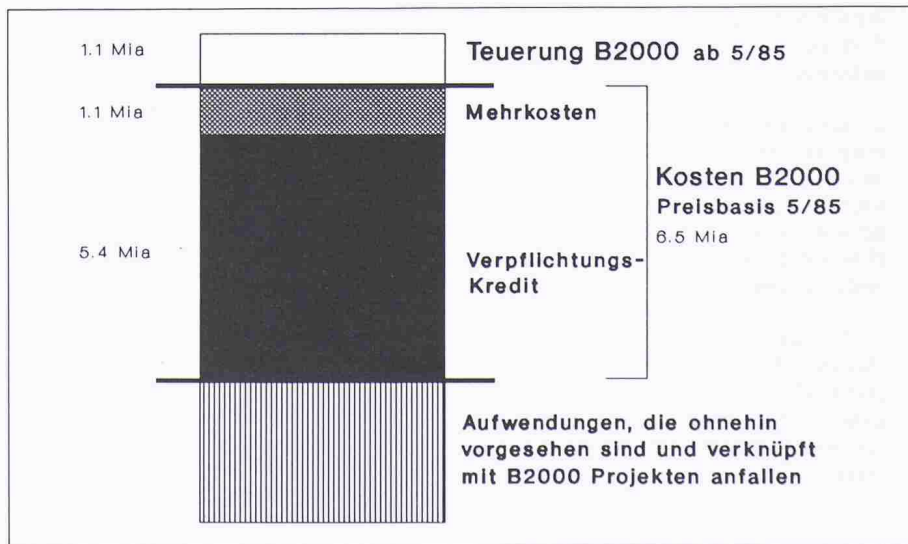 1.1 Mia
Teuerung B2000 ab 5/85
1.1 Mia
Mehrkosten
Kosten B2000
Preisbasis 5/85
6.5 Mia
5.4 Mia
Verpflichtungs-
Kredit
Aufwendungen, die ohnehin
vorgesehen sind und verknüpft
mit B2000 Projekten anfallen